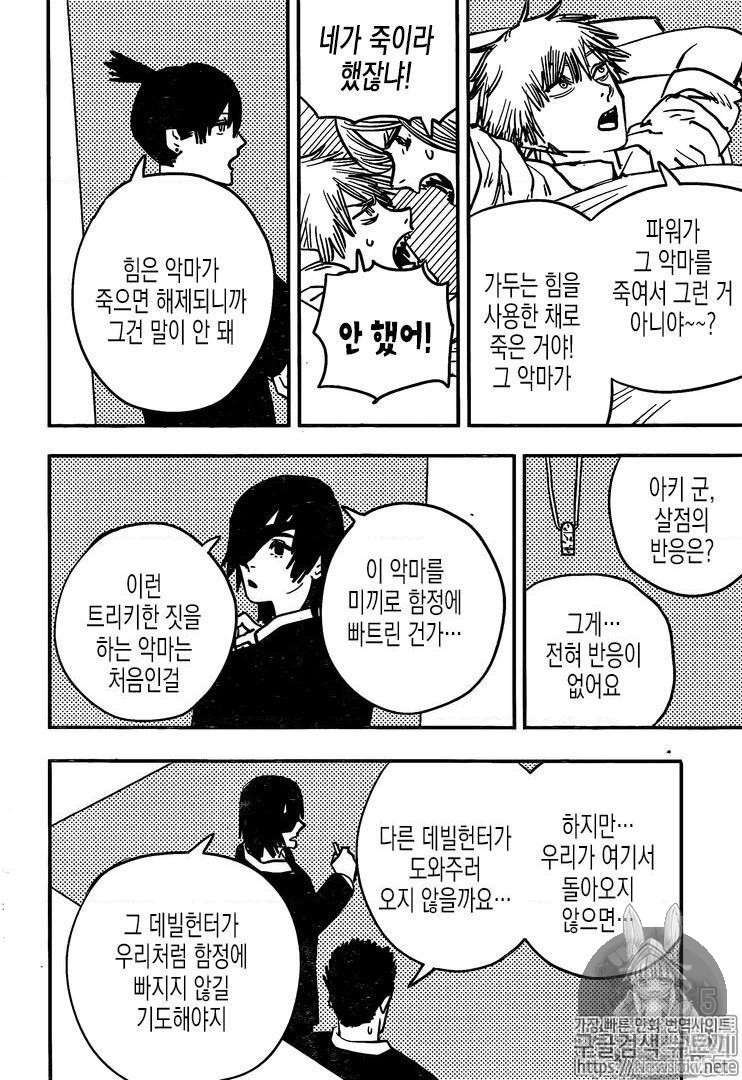 파워가
그 악마를
죽여서 그런 거
아니야~~?
가두는 힘을
사용한 채로
죽은 거야!
그 악마가
네가 죽이라
했잖냐!
안 했어!
힘은 악마가
죽으면 해제되니까
그건 말이 안 돼
아키 군,
살점의
반응은?
그게…
전혀 반응이
없어요
이 악마를
미끼로 함정에
빠트린 건가…
이런
트리키한 짓을
하는 악마는
처음인걸
하지만…
우리가 여기서
돌아오지
않으면…
다른 데빌헌터가
도와주러
오지 않을까요…
그 데빌헌터가
우리처럼 함정에
빠지지 않길
기도해야지
5
가장 빠른 만화 번역사이트
구글검색